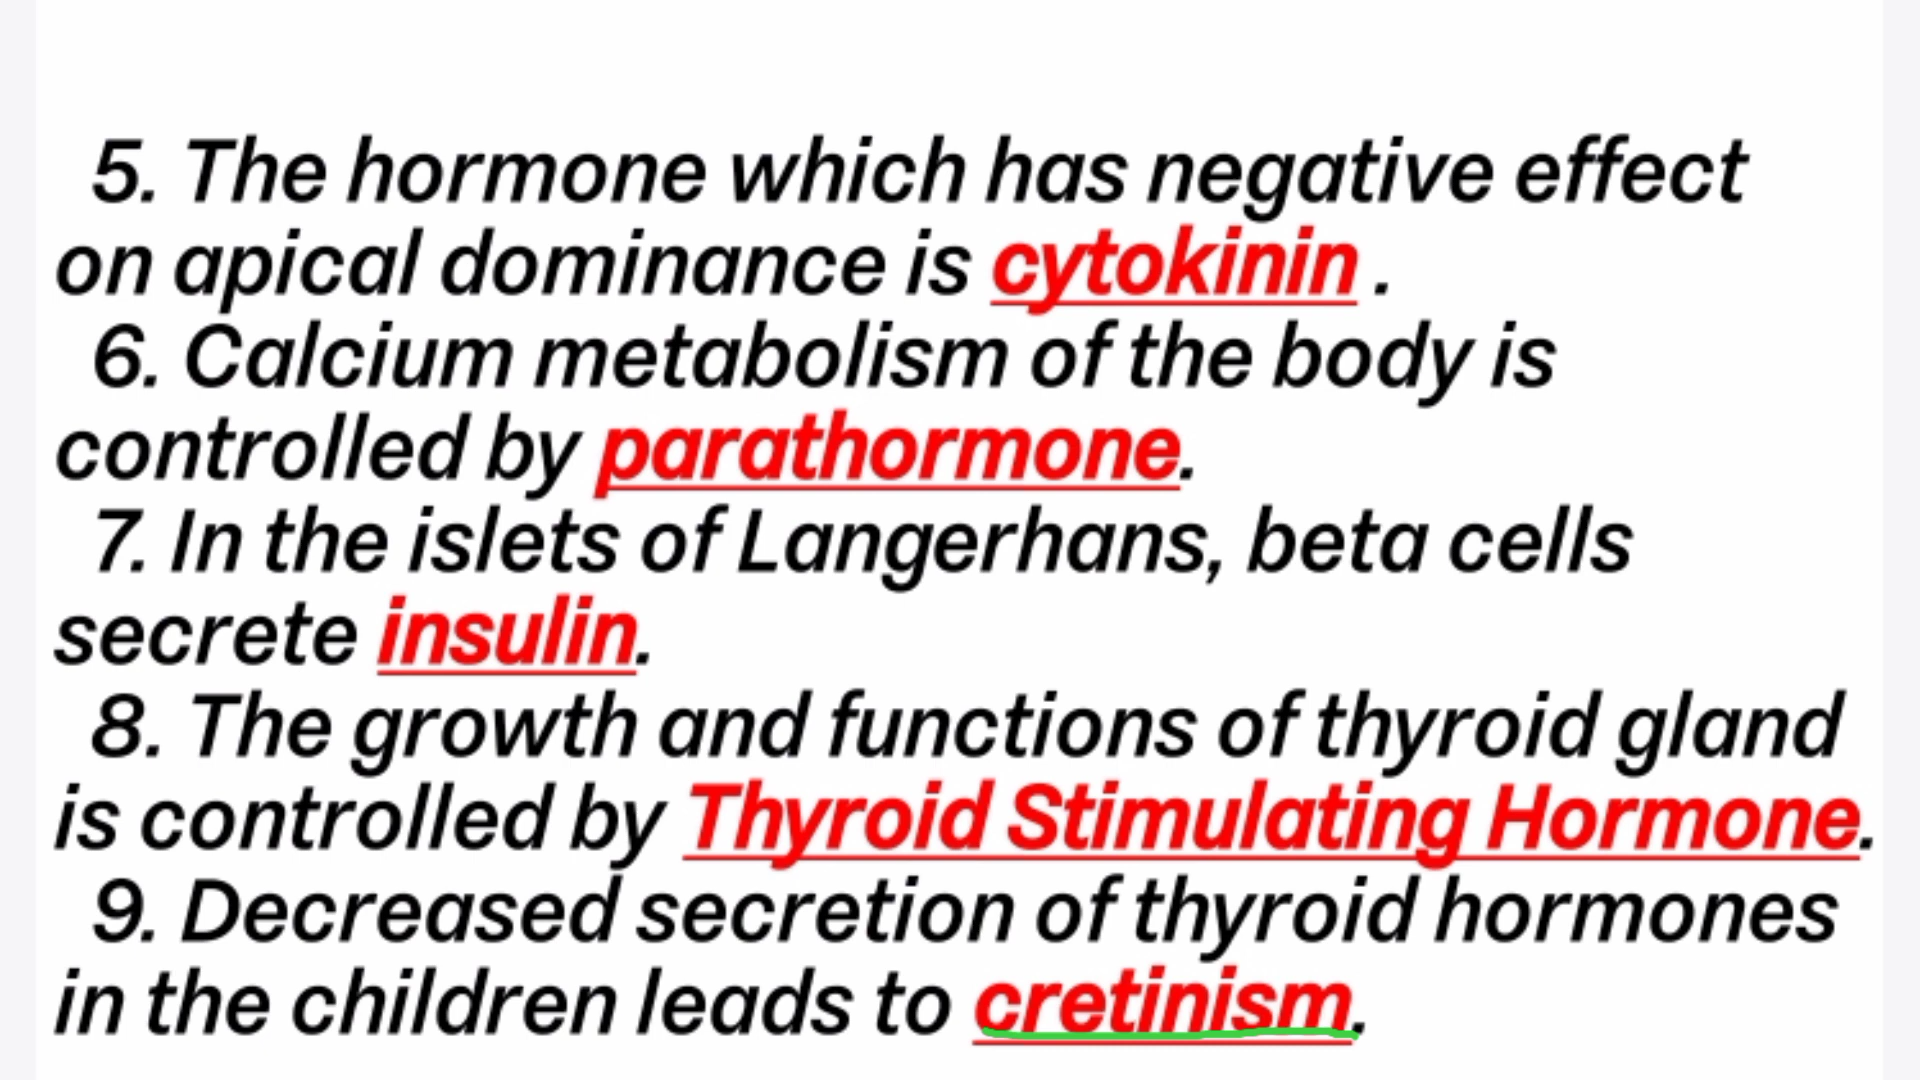 5. The hormone which has negative effect
on apical dominance is cytokinin .
6. Calcium metabolism of the body is
controlled by parathormone.
7. In the islets of Langerhans, beta cells
secrete insulin.
8. The growth and functions of thyroid gland
is controlled by Thyroid Stimulating Hormone.
9. Decreased secretion of thyroid hormones
in the children leads to cretinism.